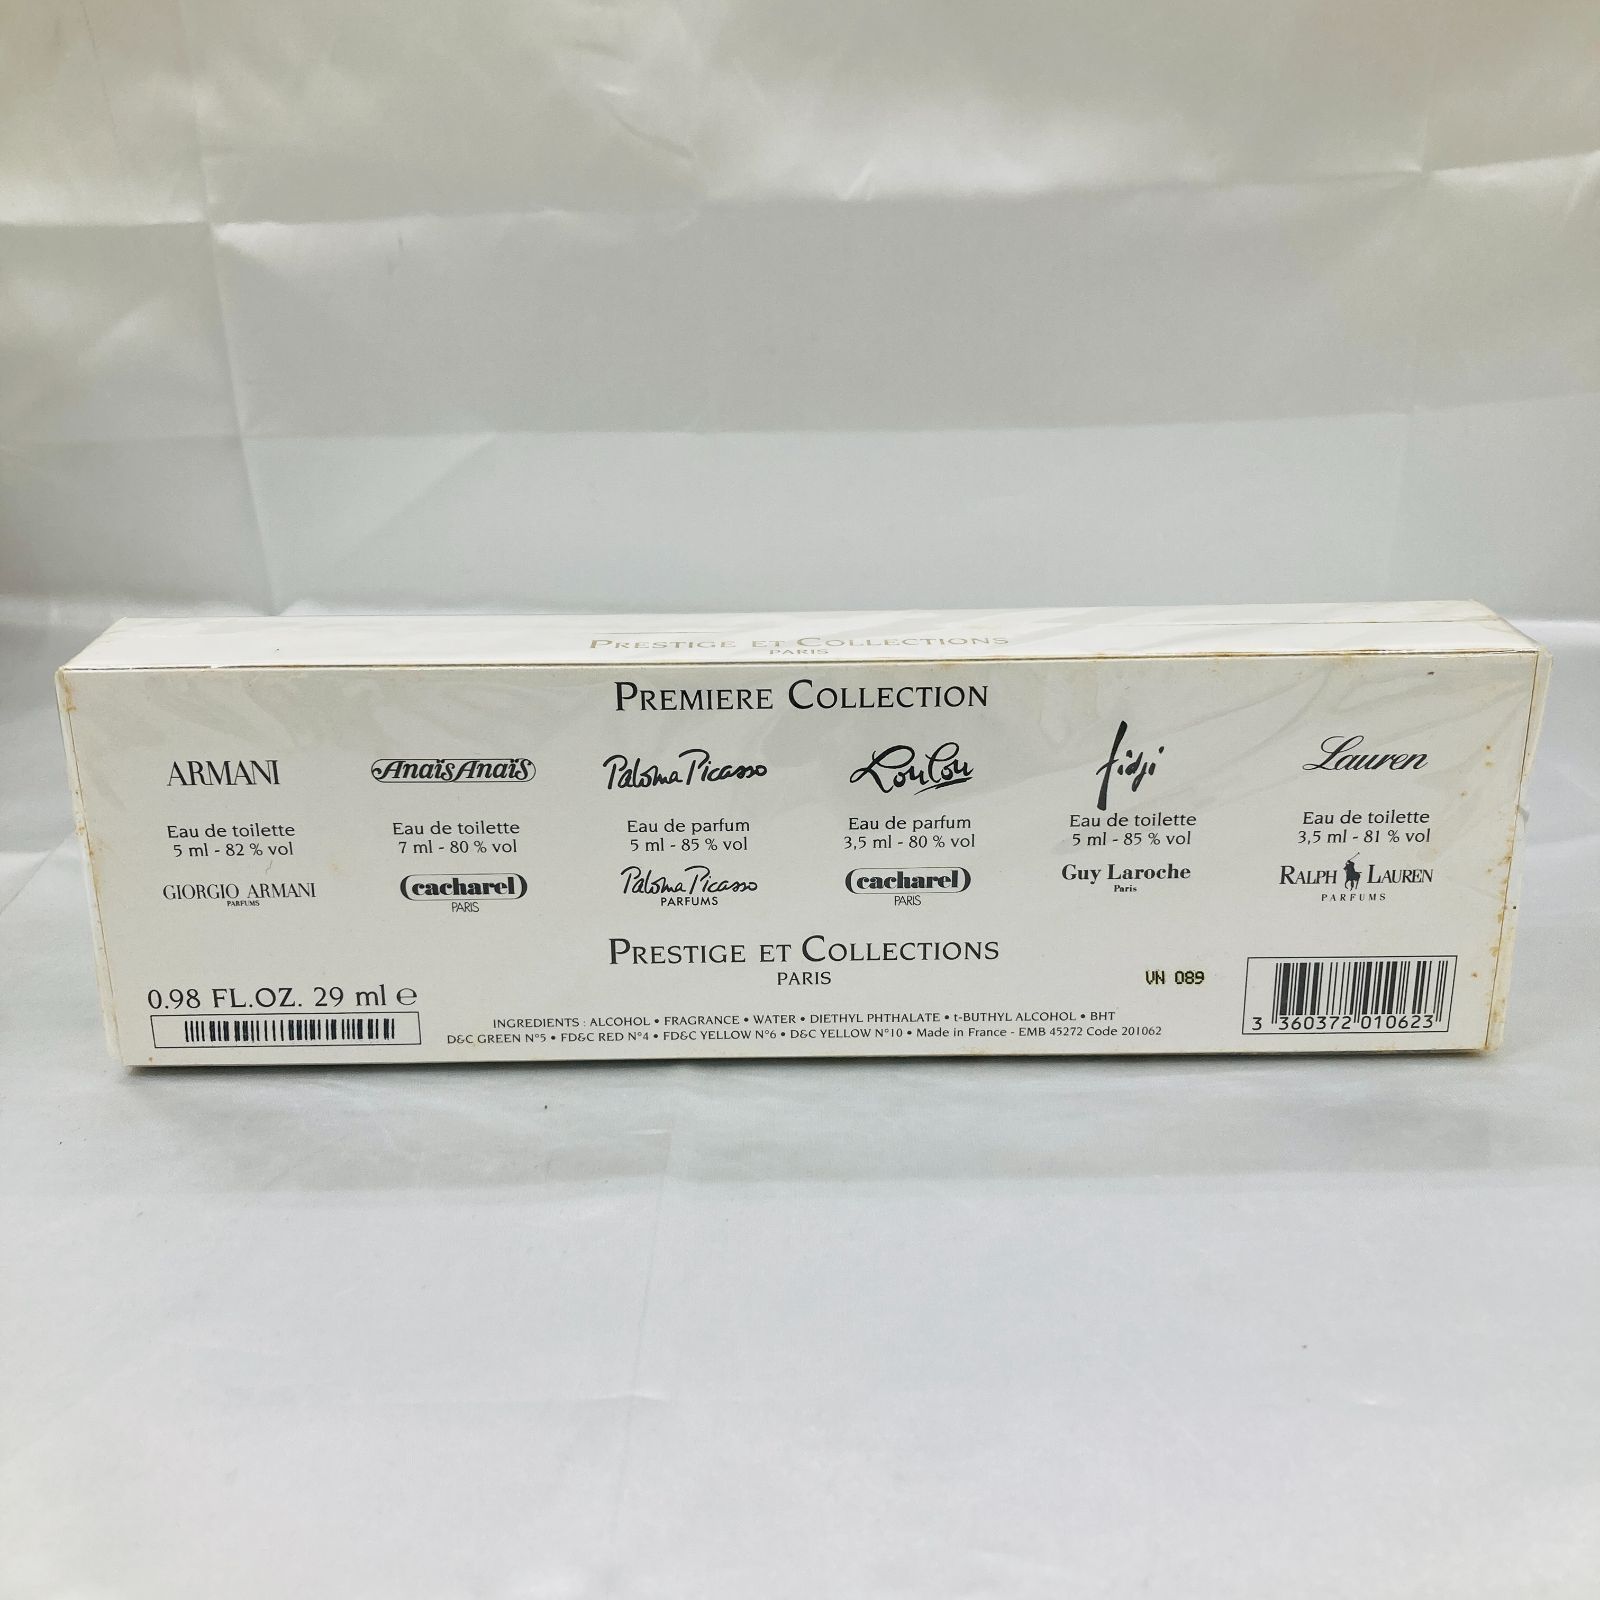 PRESTIGE ET COLLECTIONS
PARIS
PREMIERE COLLECTION
ARMANI
Eau de toilette
5 ml - 82 % vol
GIORGIO ARMANI
PARFUMS
AnaïsAnaïS
Eau de toilette
7 ml - 80 % vol
cacharel
PARIS
Paloma Picasso
Eau de parfum
5 ml - 85 % vol
Paloma Picasso
PARFUMS
LouLou
Eau de parfum
3,5 ml - 80 % vol
cacharel
PARIS
fidji
Eau de toilette
5 ml - 85 % vol
Guy Laroche
Paris
Lauren
Eau de toilette
3,5 ml - 81 % vol
RALPH LAUREN
PARFUMS
PRESTIGE ET COLLECTIONS
PARIS
VN 089
0.98 FL.OZ. 29 ml ℮
INGREDIENTS : ALCOHOL • FRAGRANCE • WATER • DIETHYL PHTHALATE • t-BUTHYL ALCOHOL • BHT
D&C GREEN N°5 • FD&C RED N°4 • FD&C YELLOW N°6 • D&C YELLOW N°10 • Made in France - EMB 45272 Code 201062
3 360372 010623